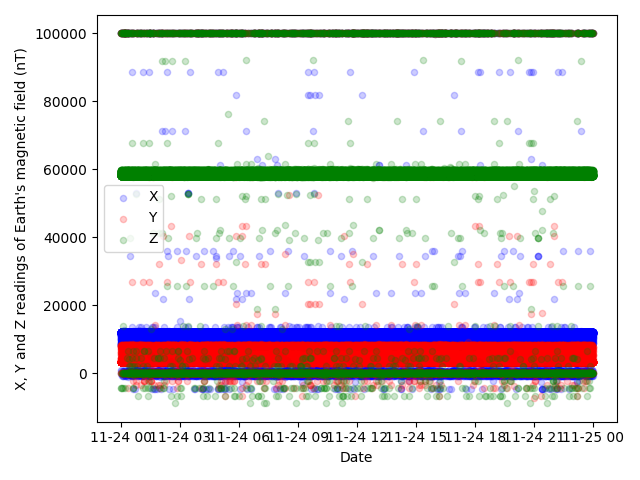 X, Y and Z readings of Earth's magnetic field (nT)
100000
80000
60000
40000
20000
0
X
Y
Z
11-24 00 11-24 03 11-24 06 11-24 09 11-24 12 11-24 15 11-24 18 11-24 21 11-25 00
Date